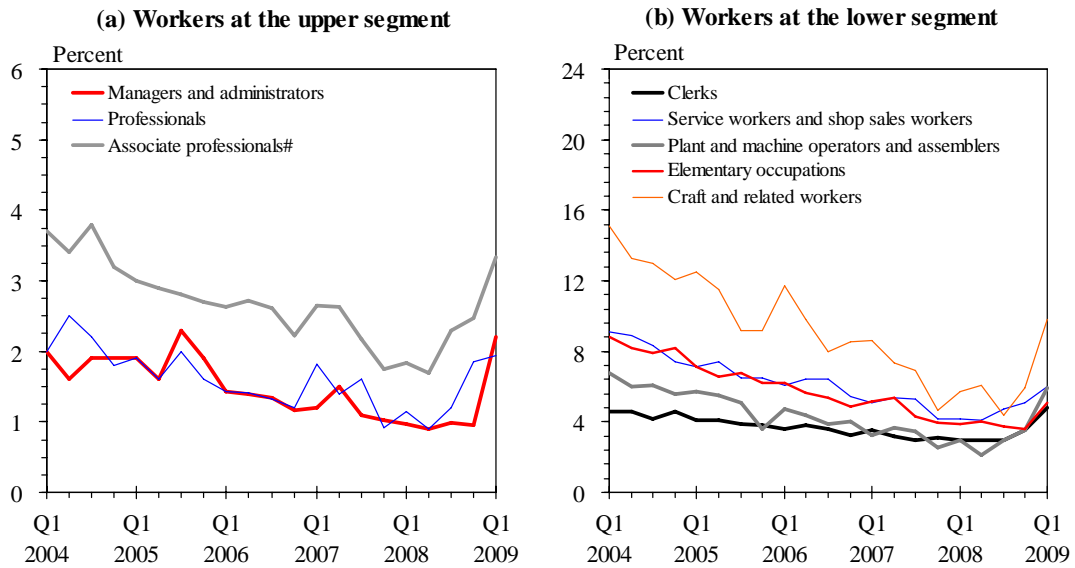 (a) Workers at the upper segment
Percent
6
5
4
3
2
1
0
Managers and administrators
Professionals
Associate professionals#
Q1 Q1 Q1 Q1 Q1 Q1
2004 2005 2006 2007 2008 2009
(b) Workers at the lower segment
Percent
24
20
16
12
8
4
0
Clerks
Service workers and shop sales workers
Plant and machine operators and assemblers
Elementary occupations
Craft and related workers
Q1 Q1 Q1 Q1 Q1 Q1
2004 2005 2006 2007 2008 2009